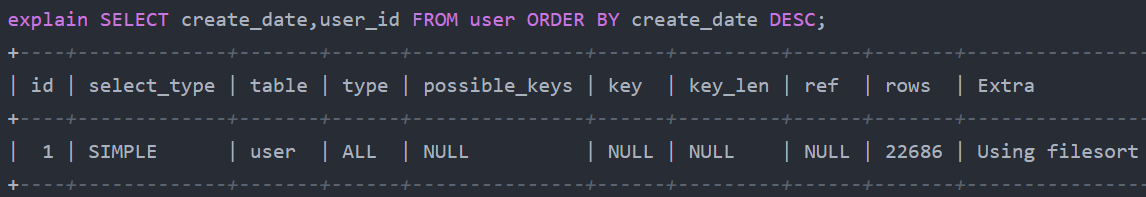 explain SELECT create_date,user_id FROM user ORDER BY create_date DESC;
+----+-------------+-------+------+---------------+------+---------+------+-------+----------------
| id | select_type | table | type | possible_keys | key  | key_len | ref  | rows  | Extra
+----+-------------+-------+------+---------------+------+---------+------+-------+----------------
|  1 | SIMPLE      | user  | ALL  | NULL          | NULL | NULL    | NULL | 22686 | Using filesort
+----+-------------+-------+------+---------------+------+---------+------+-------+----------------